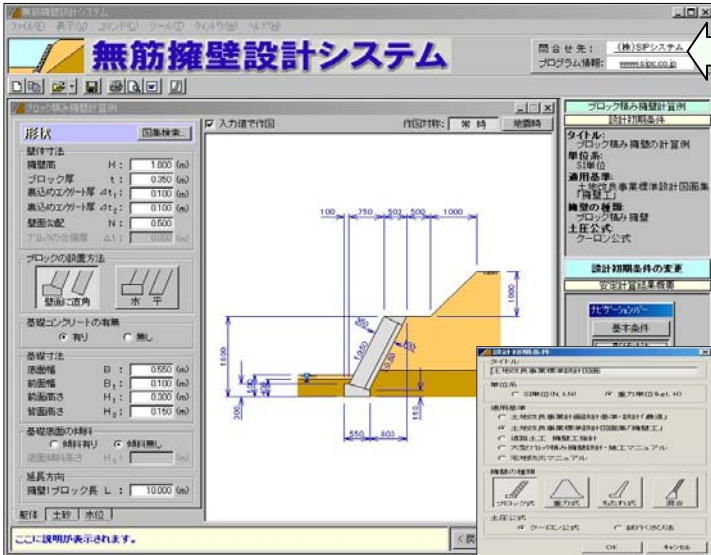 無筋擁壁設計システム
ファイル(F) 表示(V) コマンド(C) ツール(T) ウィンドウ(W) ヘルプ(H)
無筋擁壁設計システム
問合せ先: (株)SIPシステム
プログラム情報: www.sipc.co.jp
ブロック積み擁壁計算例
形状 図集検索...
壁体寸法
擁壁高 H: 1.800 (m)
ブロック厚 t: 0.350 (m)
裏込めコンクリート厚 Δt1: 0.100 (m)
裏込めコンクリート厚 Δt2: 0.100 (m)
壁面勾配 N: 0.500
Δt: 0.000 (m)
ブロックの設置方法
壁面に直角 水平
基礎コンクリートの有無
有り 無し
基礎寸法
底面幅 B: 0.550 (m)
前面幅 B1: 0.100 (m)
前面高さ H1: 0.300 (m)
背面高さ H2: 0.150 (m)
基礎底面の傾斜
傾斜有り 傾斜無し
底面傾斜高さ (m)
延長方向
擁壁1ブロック長 L: 10.000 (m)
躯体 土砂 水位
ここに説明が表示されます。
入力値で作図 作図対称: 常時 地震時
100 750 503 500 1000
1000
1800
1:0.50
1:0.50
300
150
550 803
ブロック積み擁壁計算例
設計初期条件
タイトル:
ブロック積み擁壁の計算例
単位系:
SI単位
適用基準:
土地改良事業標準設計図面集
「擁壁工」
擁壁の種類:
ブロック積み擁壁
土圧公式:
クーロン公式
設計初期条件の変更
安定計算結果概要
ナビゲーションバー
基本条件
設計初期条件
タイトル
土地改良事業標準設計図面
単位系
SI単位(N, kN) 重力単位(kgf, tf)
適用基準
土地改良事業計画設計基準・設計「農道」
土地改良事業標準設計図面集「擁壁工」
道路土工 擁壁工指針
大型ブロック積み擁壁設計・施工マニュアル
宅地防災マニュアル
擁壁の種類
ブロック式 重力式 もたれ式 混合
土圧公式
クーロン公式 試行くさび法
OK キャンセル